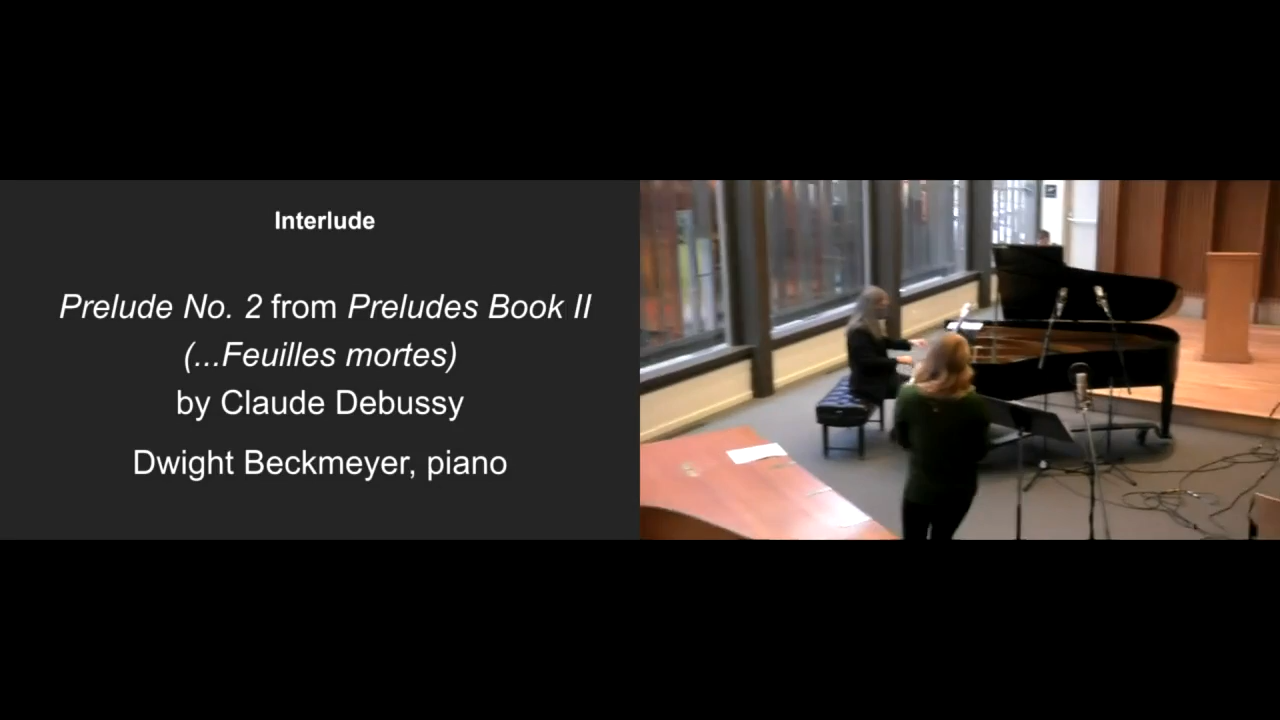 Interlude
Prelude No. 2 from Preludes Book II
(...Feuilles mortes)
by Claude Debussy
Dwight Beckmeyer, piano